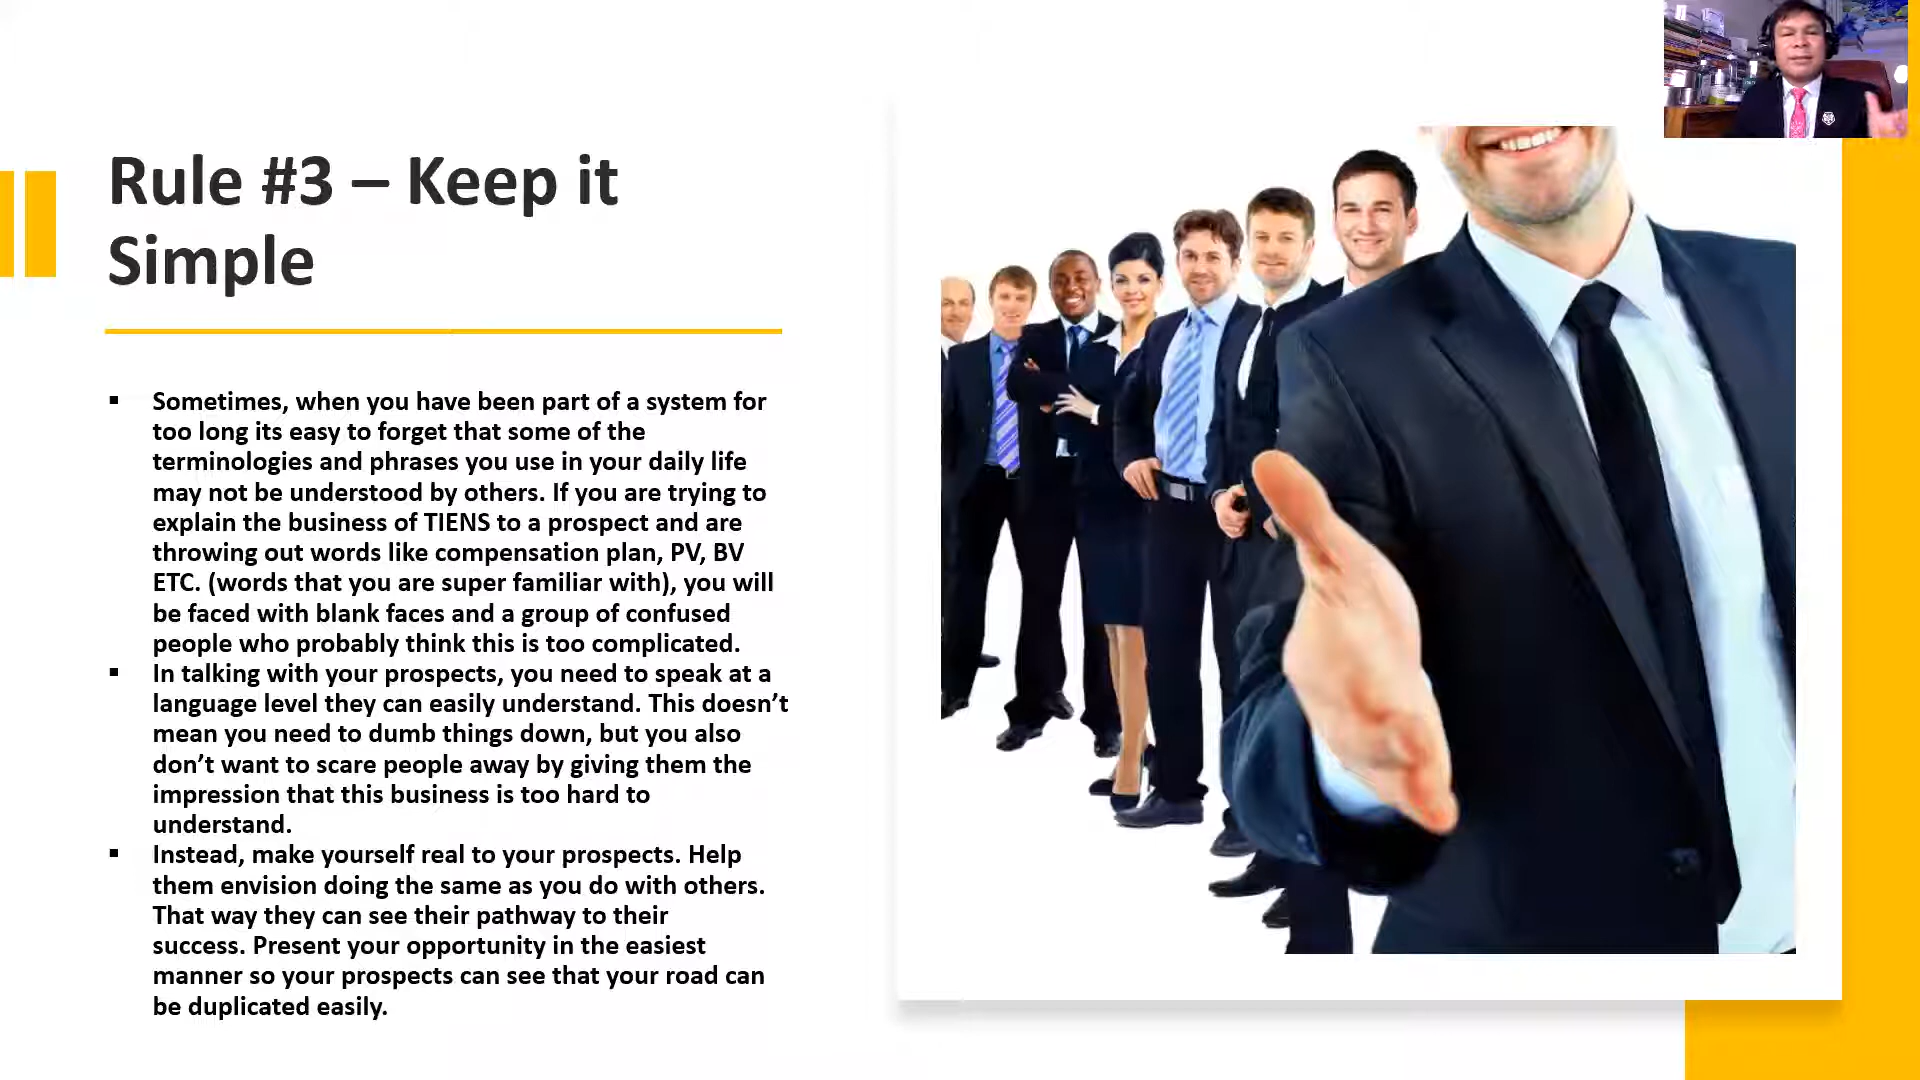 Rule #3 – Keep it
Simple
▪ Sometimes, when you have been part of a system for
too long its easy to forget that some of the
terminologies and phrases you use in your daily life
may not be understood by others. If you are trying to
explain the business of TIENS to a prospect and are
throwing out words like compensation plan, PV, BV
ETC. (words that you are super familiar with), you will
be faced with blank faces and a group of confused
people who probably think this is too complicated.
▪ In talking with your prospects, you need to speak at a
language level they can easily understand. This doesn’t
mean you need to dumb things down, but you also
don’t want to scare people away by giving them the
impression that this business is too hard to
understand.
▪ Instead, make yourself real to your prospects. Help
them envision doing the same as you do with others.
That way they can see their pathway to their
success. Present your opportunity in the easiest
manner so your prospects can see that your road can
be duplicated easily.